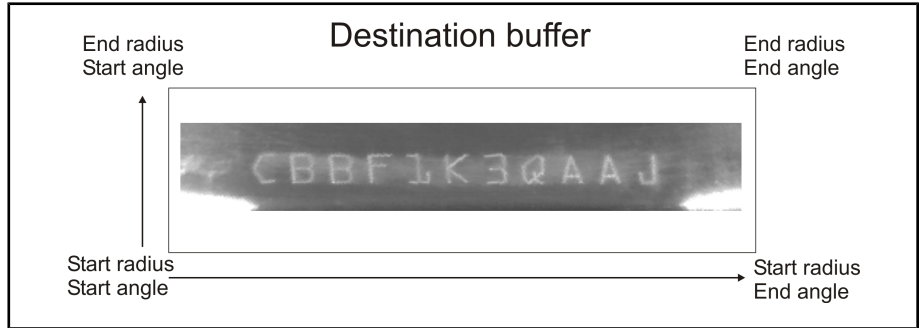 Destination buffer
End radius
Start angle
End radius
End angle
CBBF1K3QAAJ
Start radius
Start angle
Start radius
End angle